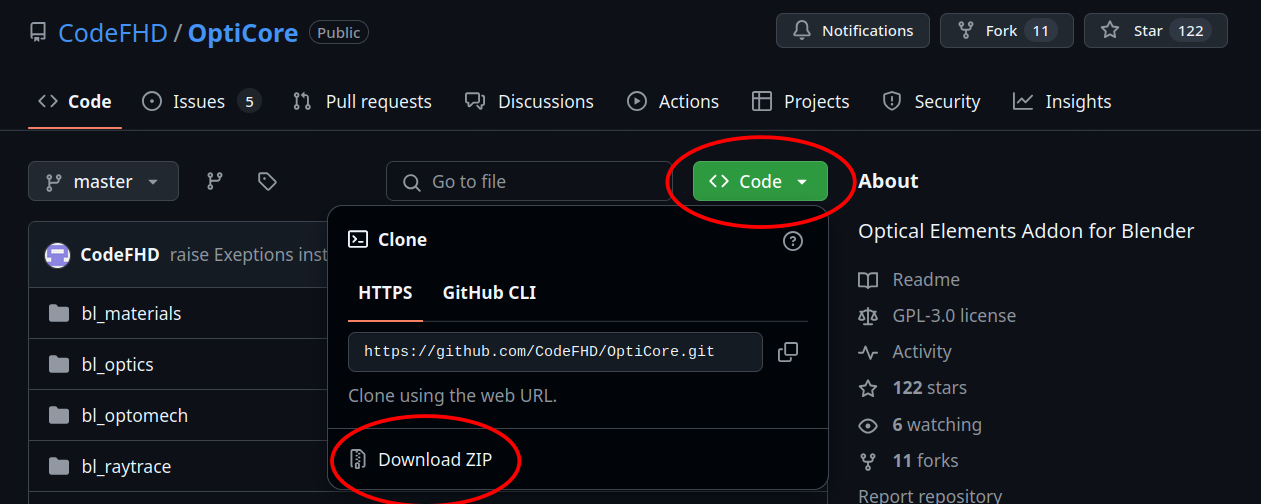 CodeFHD / OptiCore Public
Notifications Fork 11 Star 122
Code Issues 5 Pull requests Discussions Actions Projects Security Insights
master Go to file Code
Clone
HTTPS GitHub CLI
https://github.com/CodeFHD/OptiCore.git
Clone using the web URL.
Download ZIP
CodeFHD raise Exeptions inst
bl_materials
bl_optics
bl_optomech
bl_raytrace
About
Optical Elements Addon for Blender
Readme
GPL-3.0 license
Activity
122 stars
6 watching
11 forks
Report repository